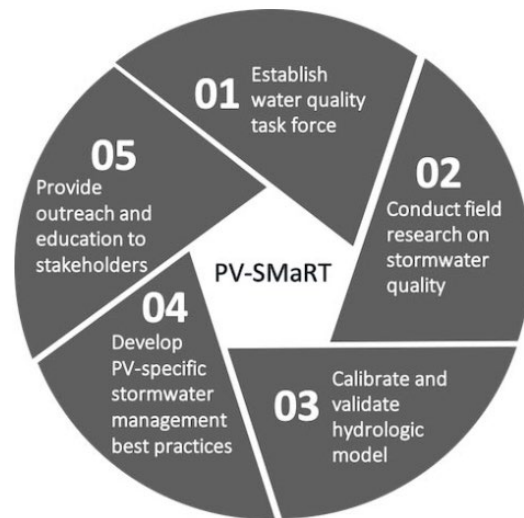 01
Establish
water quality
task force
02
Conduct field
research on
stormwater
quality
03
Calibrate and
validate
hydrologic
model
04
Develop
PV-specific
stormwater
management
best practices
05
Provide
outreach and
education to
stakeholders
PV-SMaRT